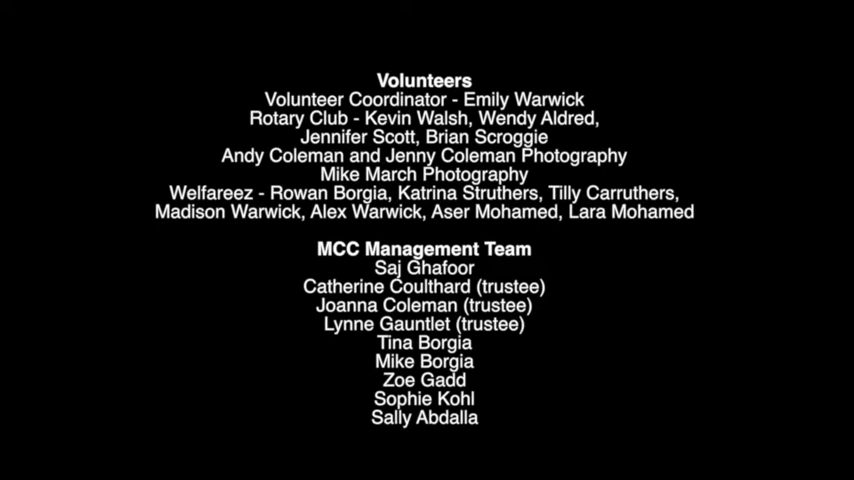 Volunteers
Volunteer Coordinator - Emily Warwick
Rotary Club - Kevin Walsh, Wendy Aldred,
Jennifer Scott, Brian Scroggie
Andy Coleman and Jenny Coleman Photography
Mike March Photography
Welfareez - Rowan Borgia, Katrina Struthers, Tilly Carruthers,
Madison Warwick, Alex Warwick, Aser Mohamed, Lara Mohamed
MCC Management Team
Saj Ghafoor
Catherine Coulthard (trustee)
Joanna Coleman (trustee)
Lynne Gauntlet (trustee)
Tina Borgia
Mike Borgia
Zoe Gadd
Sophie Kohl
Sally Abdalla